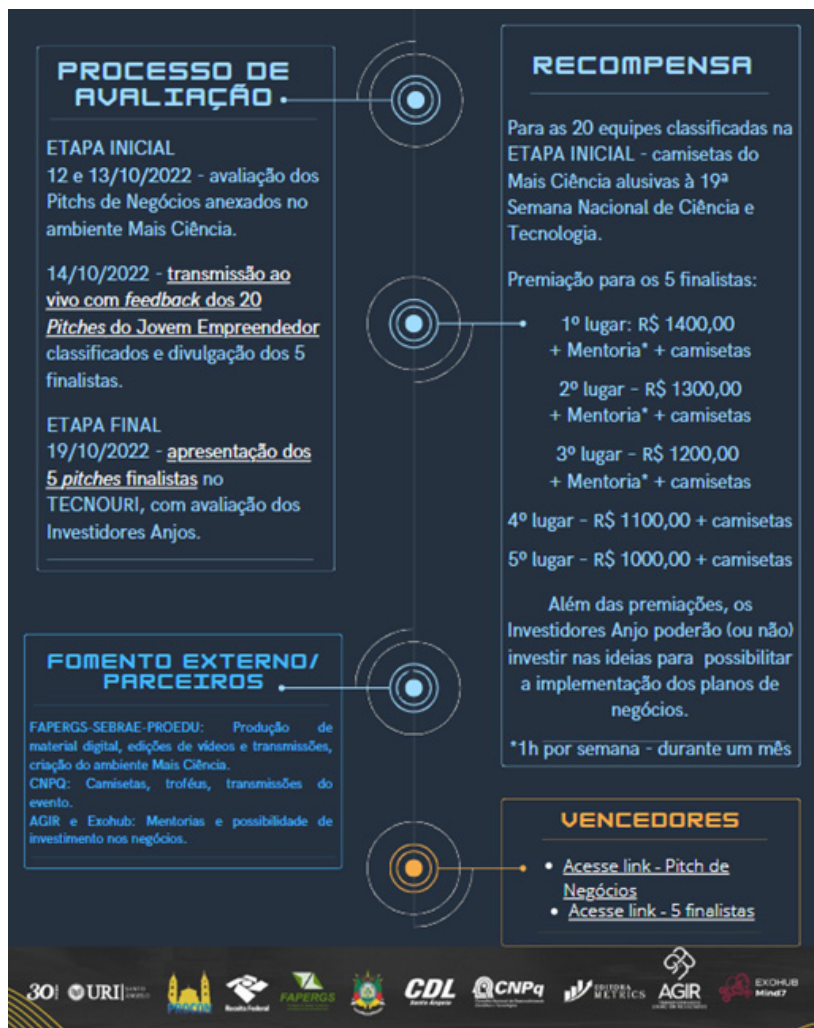 PROCESSO DE
AVALIAÇÃO
ETAPA INICIAL
12 e 13/10/2022 - avaliação dos
Pitchs de Negócios anexados no
ambiente Mais Ciência.
14/10/2022 - transmissão ao
vivo com feedback dos 20
Pitches do Jovem Empreendedor
classificados e divulgação dos 5
finalistas.
ETAPA FINAL
19/10/2022 - apresentação dos
5 pitches finalistas no
TECNOURI, com avaliação dos
Investidores Anjos.
RECOMPENSA
Para as 20 equipes classificadas na
ETAPA INICIAL - camisetas do
Mais Ciência alusivas à 19ª
Semana Nacional de Ciência e
Tecnologia.
Premiação para os 5 finalistas:
1º lugar: R$ 1400,00
+ Mentoria* + camisetas
2º lugar – R$ 1300,00
+ Mentoria* + camisetas
3º lugar – R$ 1200,00
+ Mentoria* + camisetas
4º lugar – R$ 1100,00 + camisetas
5º lugar – R$ 1000,00 + camisetas
Além das premiações, os
Investidores Anjo poderão (ou não)
investir nas ideias para possibilitar
a implementação dos planos de
negócios.
*1h por semana - durante um mês
FOMENTO EXTERNO/
PARCEIROS
FAPERGS-SEBRAE-PROEDU: Produção de
material digital, edições de vídeos e transmissões,
criação do ambiente Mais Ciência.
CNPQ: Camisetas, troféus, transmissões do
evento.
AGIR e Exohub: Mentorias e possibilidade de
investimento nos negócios.
VENCEDORES
Acesse link - Pitch de
Negócios
Acesse link - 5 finalistas
30
URI SANTO ÂNGELO
PROCON
Receita Federal
FAPERGS
CDL
Santo Ângelo
CNPq
EDITORA
METRICS
AGIR
EXOHUB
Mind7